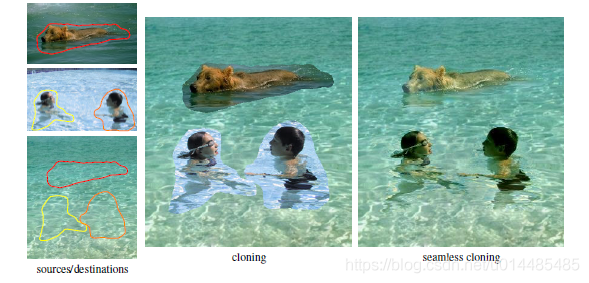 sources/destinations
cloning
seamless cloning
https://blog.csdn.net/u014485485